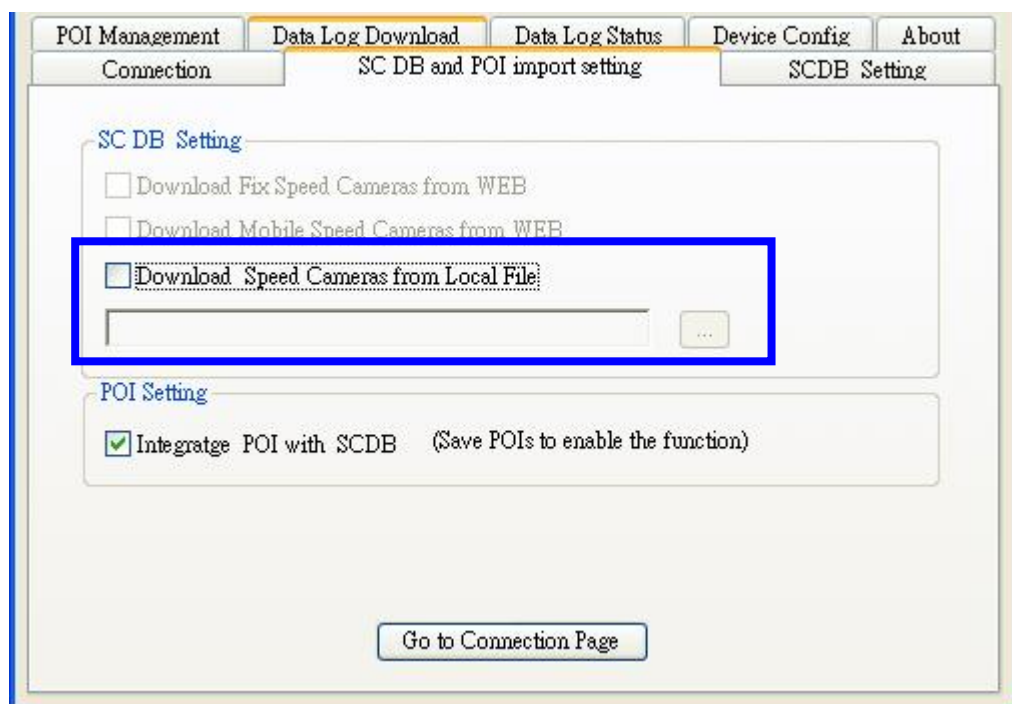 POI Management Data Log Download Data Log Status Device Config About
Connection SC DB and POI import setting SCDB Setting
SC DB Setting
Download Fix Speed Cameras from WEB
Download Mobile Speed Cameras from WEB
Download Speed Cameras from Local File
...
POI Setting
Integratge POI with SCDB (Save POIs to enable the function)
Go to Connection Page